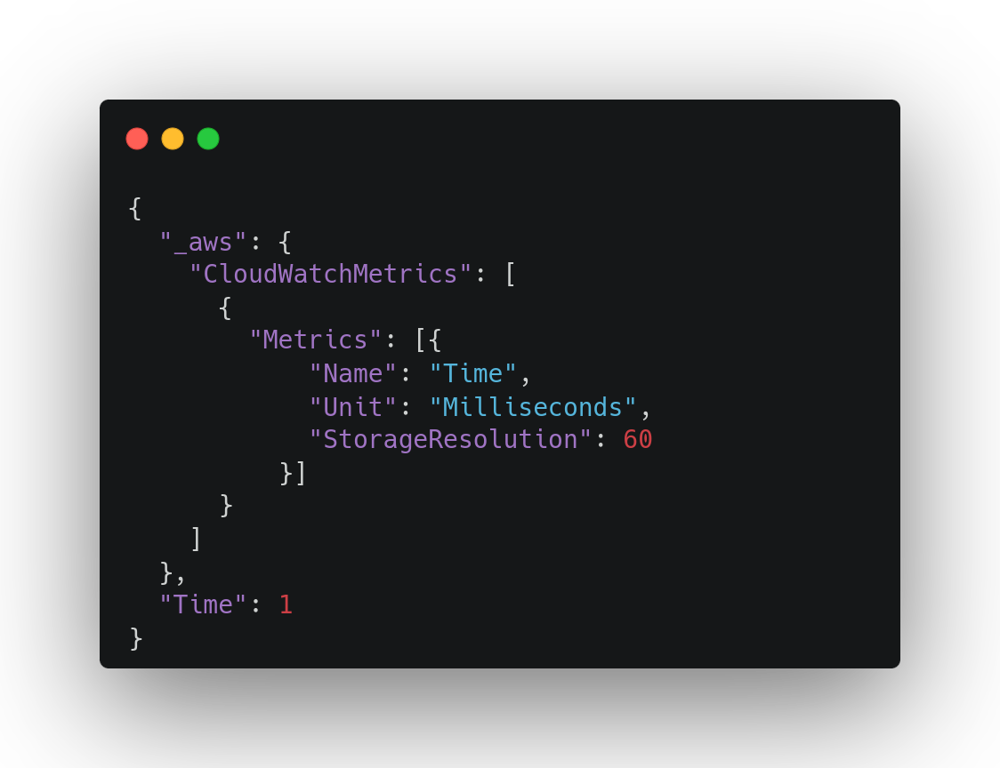 {
  "_aws": {
    "CloudWatchMetrics": [
      {
        "Metrics": [{
            "Name": "Time",
            "Unit": "Milliseconds",
            "StorageResolution": 60
          }]
      }
    ]
  },
  "Time": 1
}